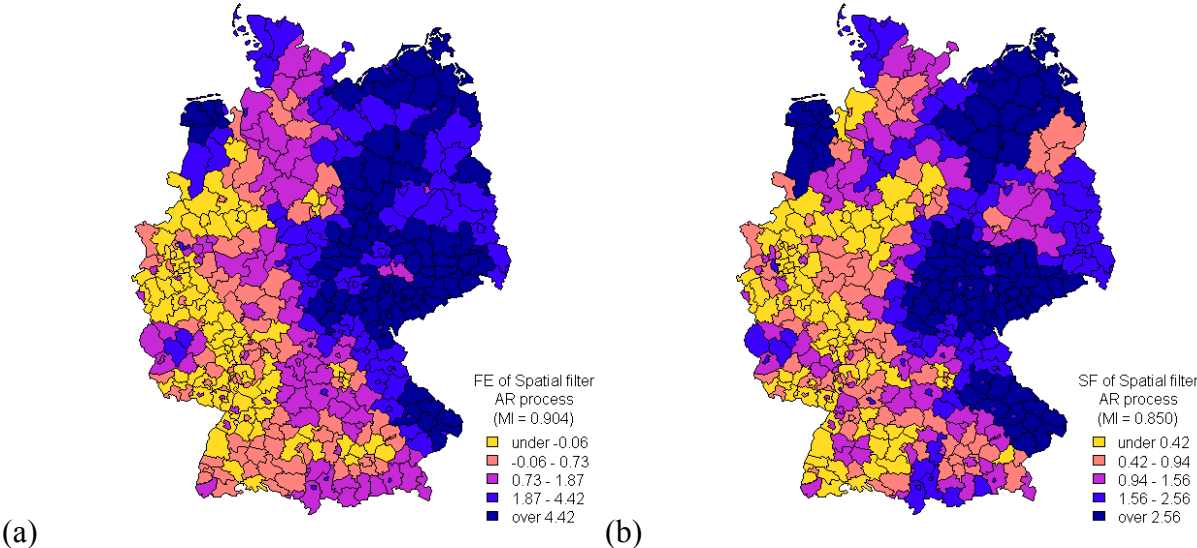 FE of Spatial filter
AR process
(MI = 0.904)
under -0.06
-0.06 - 0.73
0.73 - 1.87
1.87 - 4.42
over 4.42
(a)
SF of Spatial filter
AR process
(MI = 0.850)
under 0.42
0.42 - 0.94
0.94 - 1.56
1.56 - 2.56
over 2.56
(b)